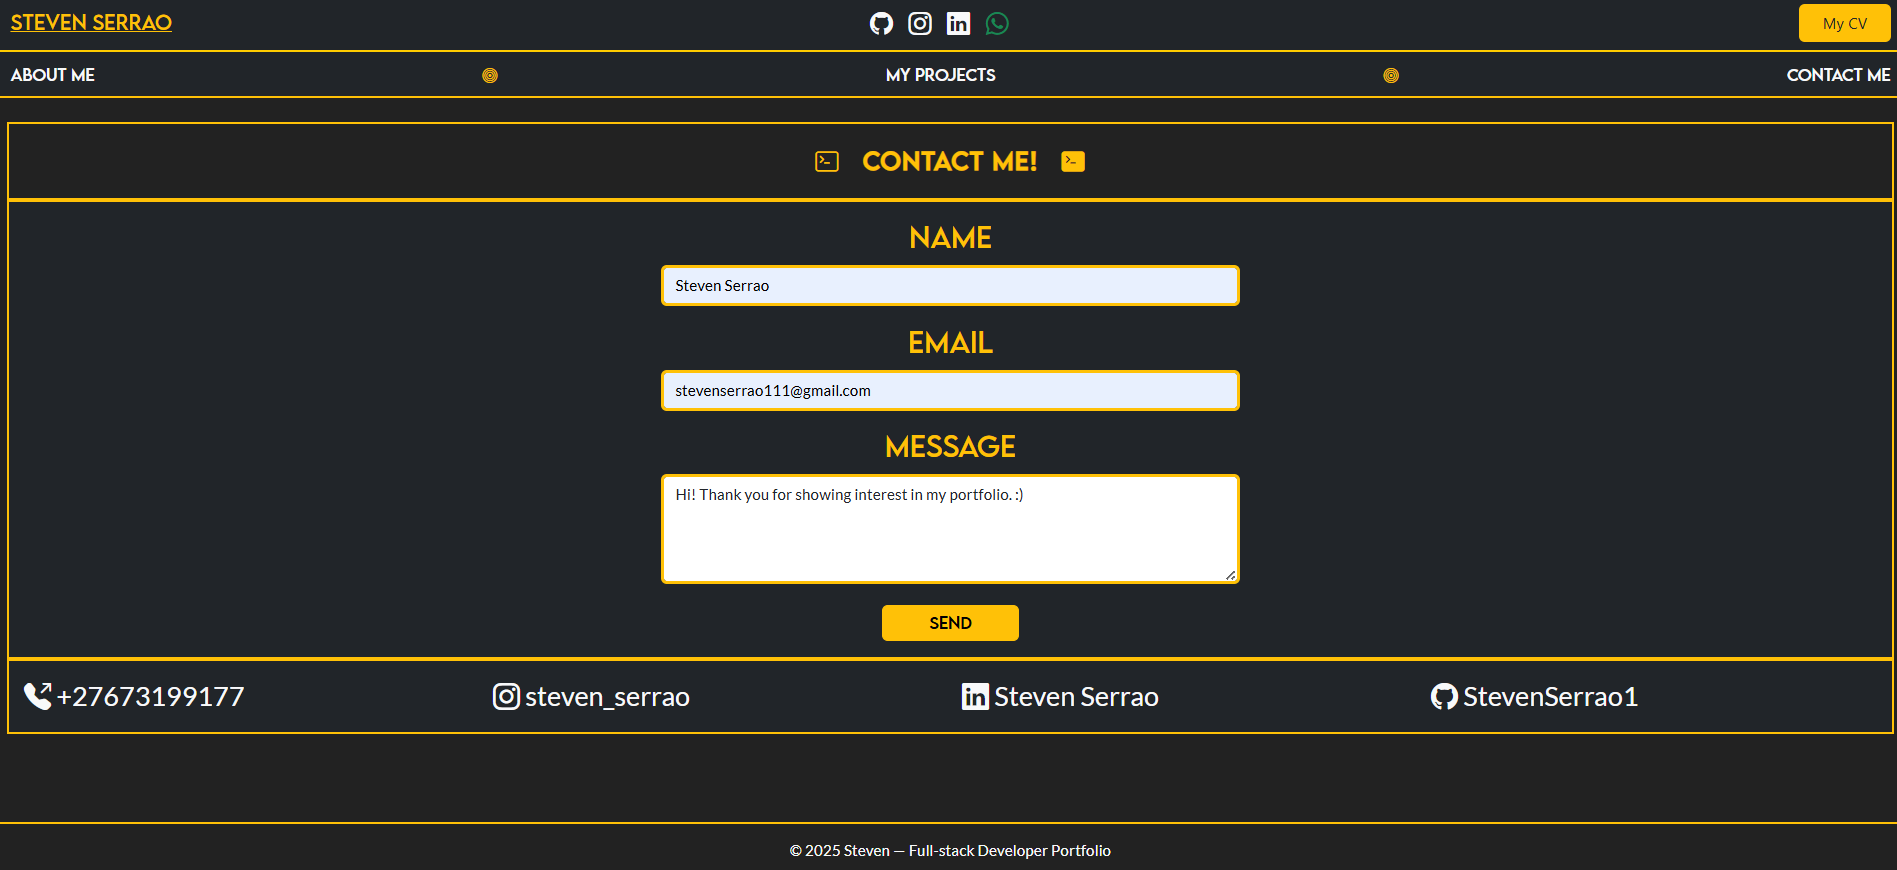 STEVEN SERRAO
My CV
ABOUT ME
MY PROJECTS
CONTACT ME
CONTACT ME!
NAME
Steven Serrao
EMAIL
stevenserrao111@gmail.com
MESSAGE
Hi! Thank you for showing interest in my portfolio. :)
SEND
+27673199177
steven_serrao
Steven Serrao
StevenSerrao1
© 2025 Steven — Full-stack Developer Portfolio